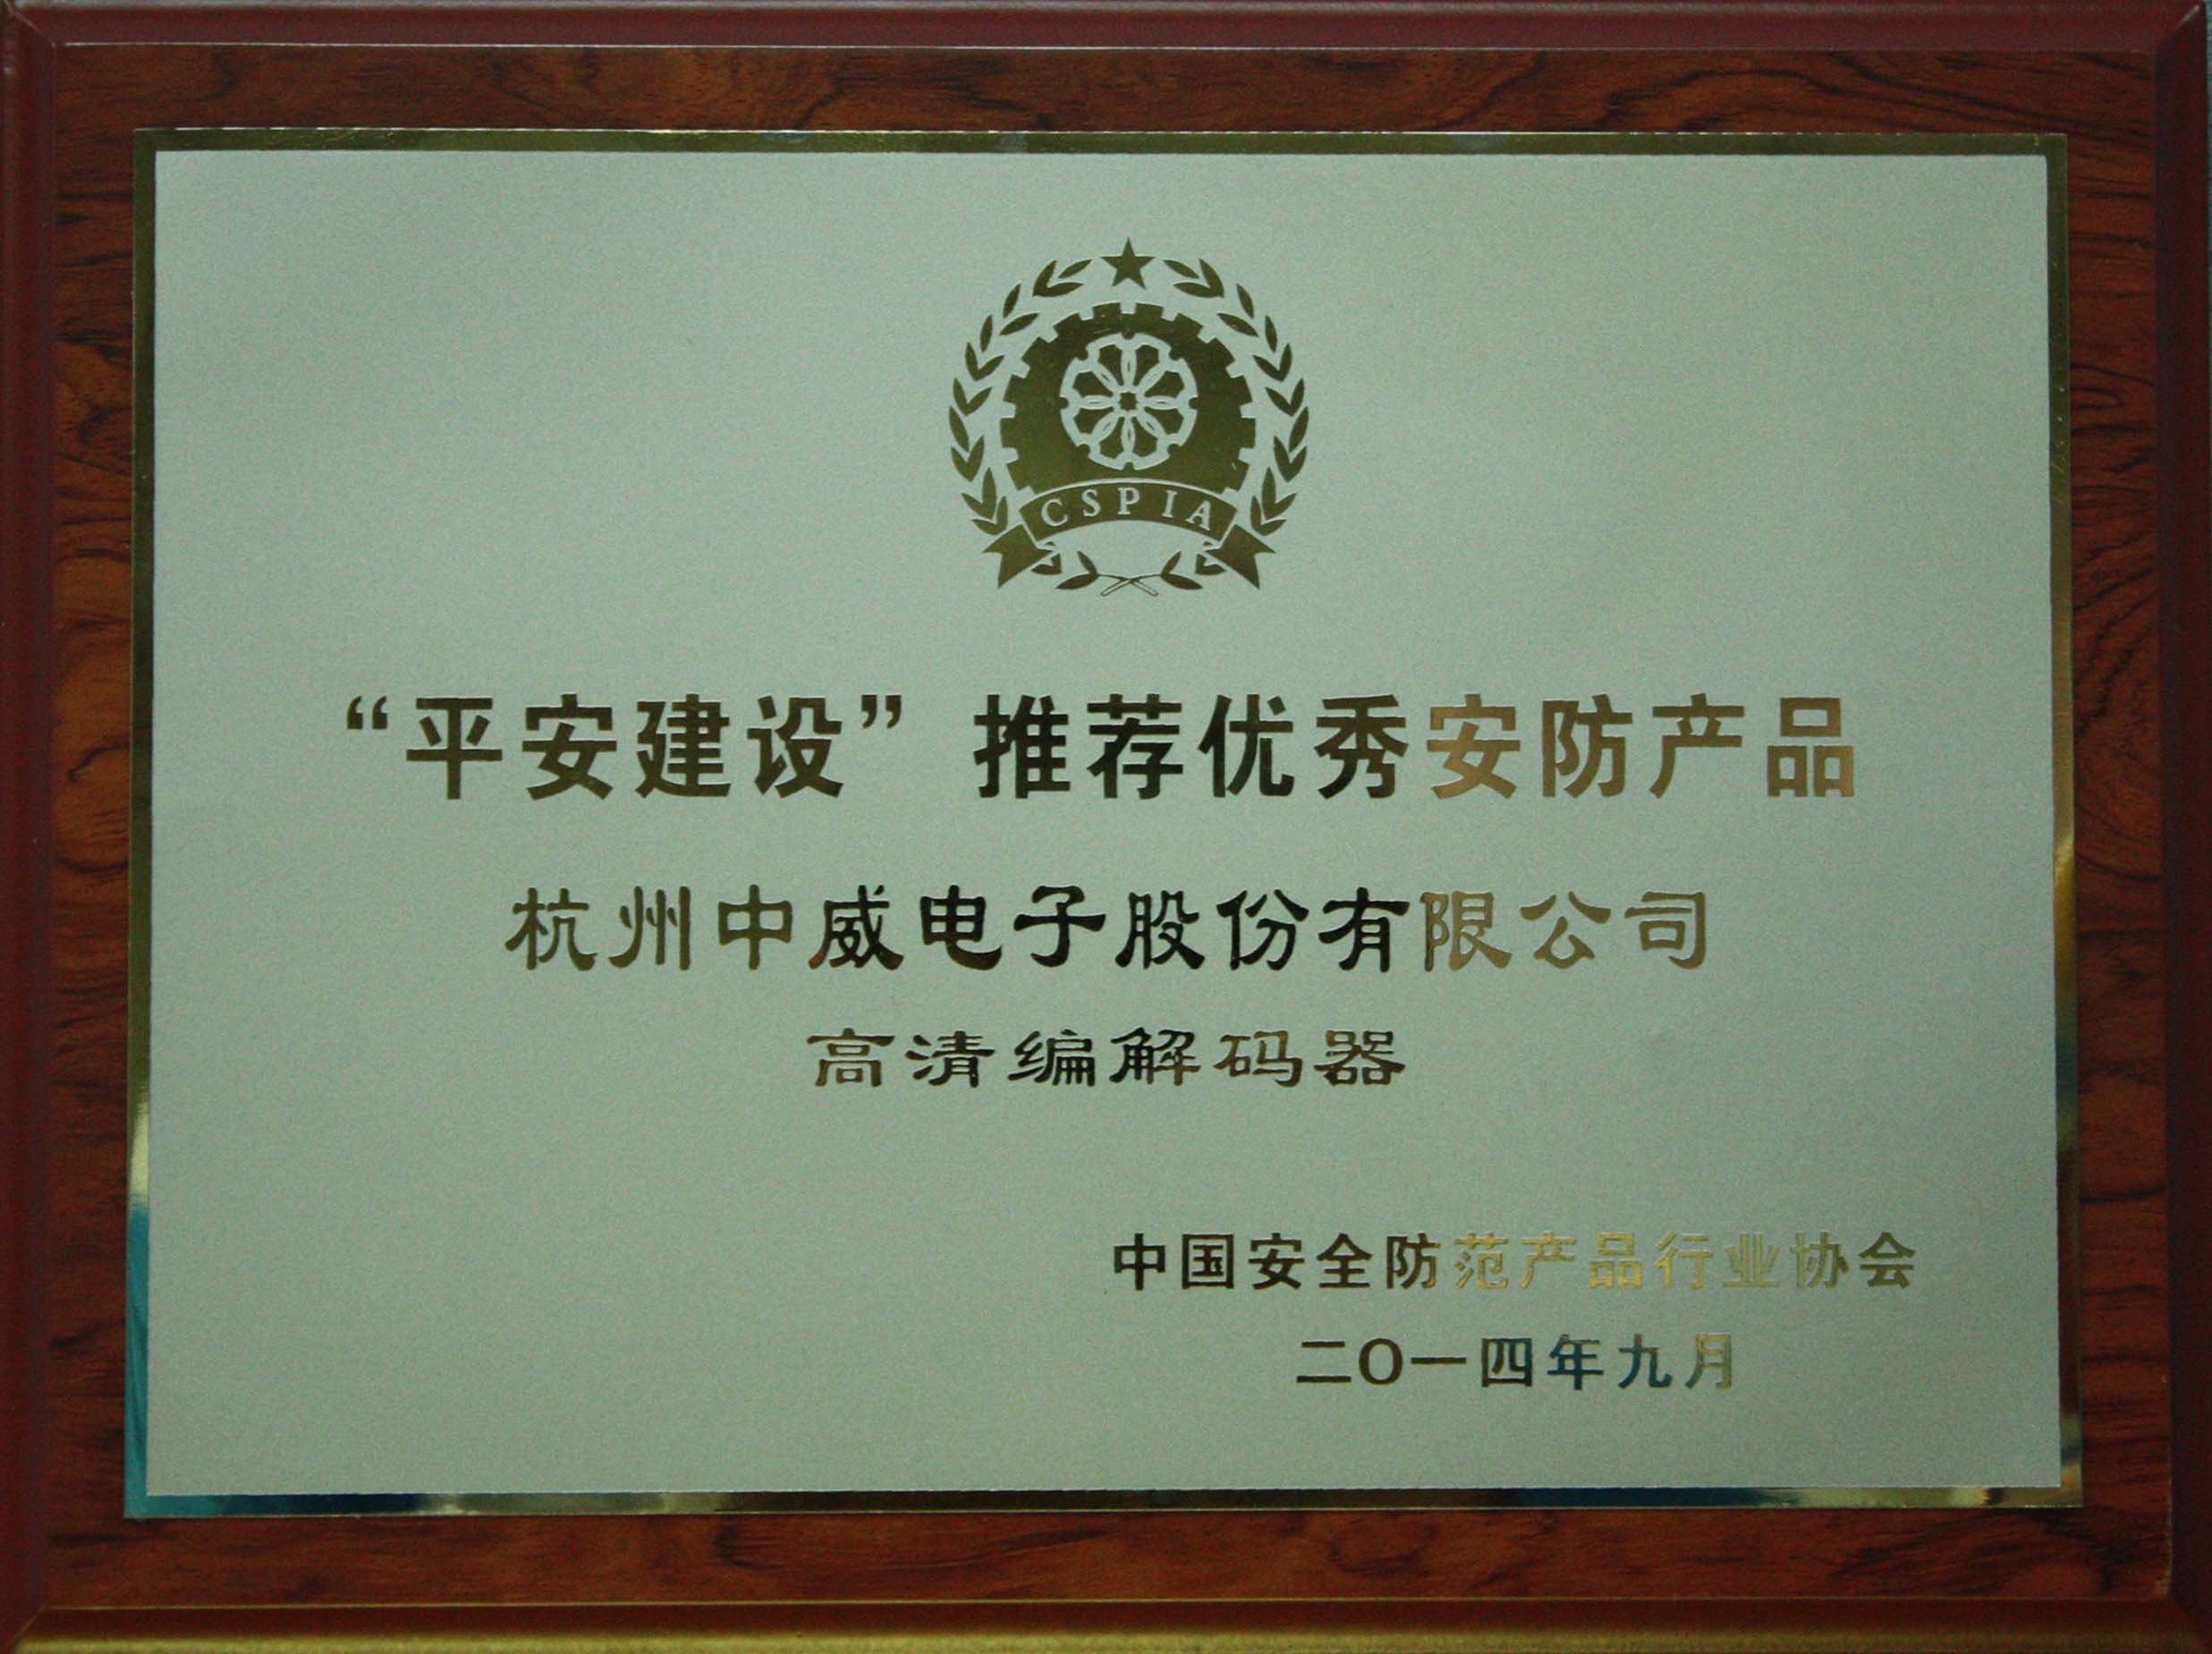 CSPIA
“平安建设”推荐优秀安防产品
杭州中威电子股份有限公司
高清编解码器
中国安全防范产品行业协会
二O一四年九月